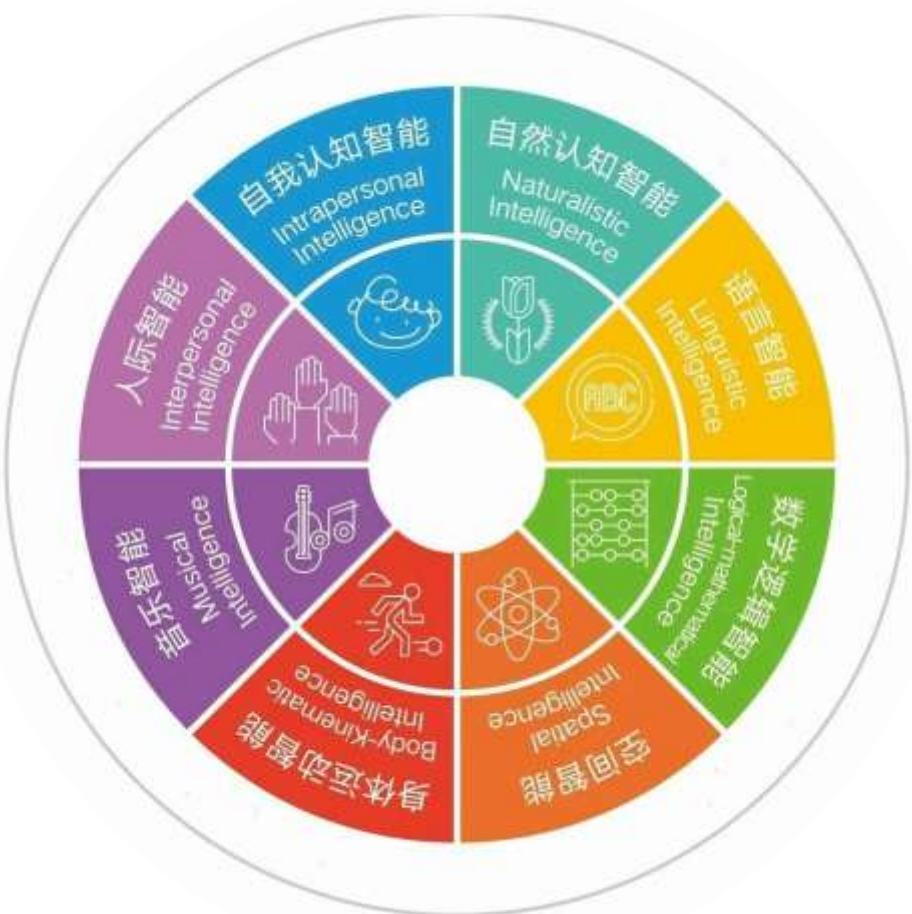 自然认知智能
Naturalistic
Intelligence
语言智能
Linguistic
Intelligence
ABC
数学逻辑智能
Logical-mathematical
Intelligence
空间智能
Spatial
Intelligence
身体运动智能
Body-Kinematic
Intelligence
音乐智能
Musical
Intelligence
人际智能
Interpersonal
Intelligence
自我认知智能
Intrapersonal
Intelligence